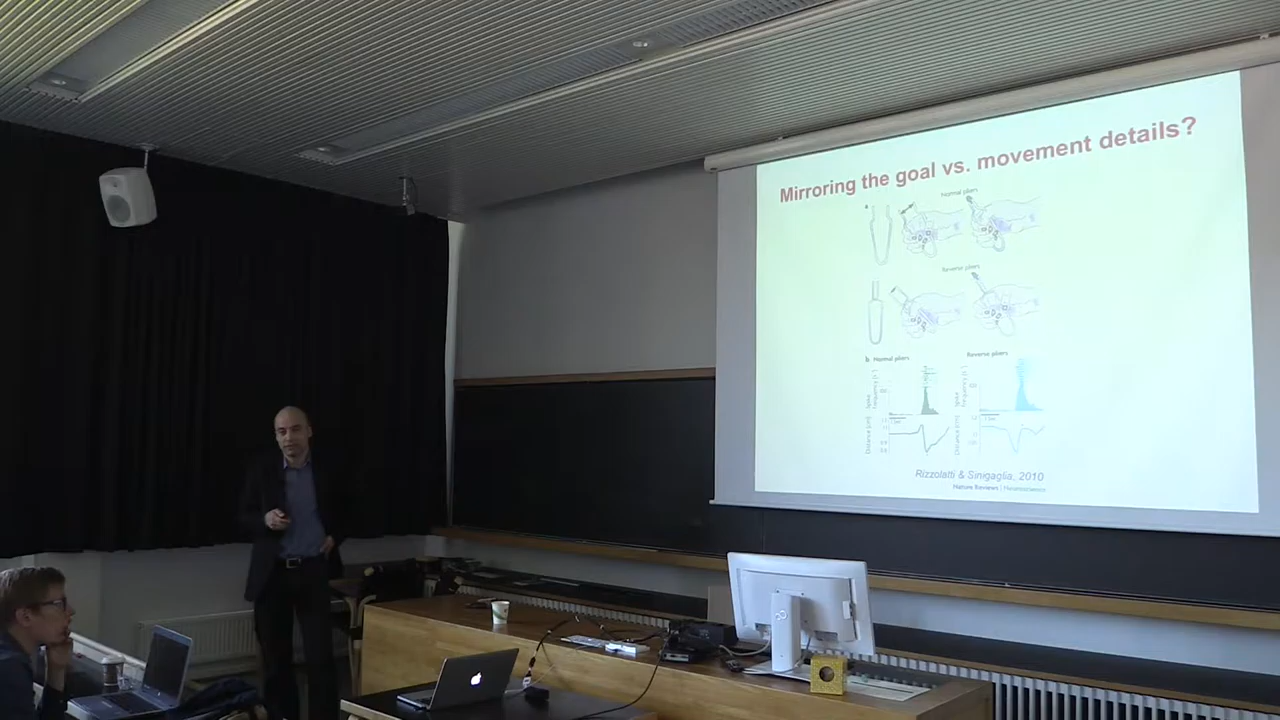 Mirroring the goal vs. movement details?
Normal pliers
a
Reverse pliers
b Normal pliers
Reverse pliers
Rizzolatti & Sinigaglia, 2010
Nature Reviews | Neuroscience